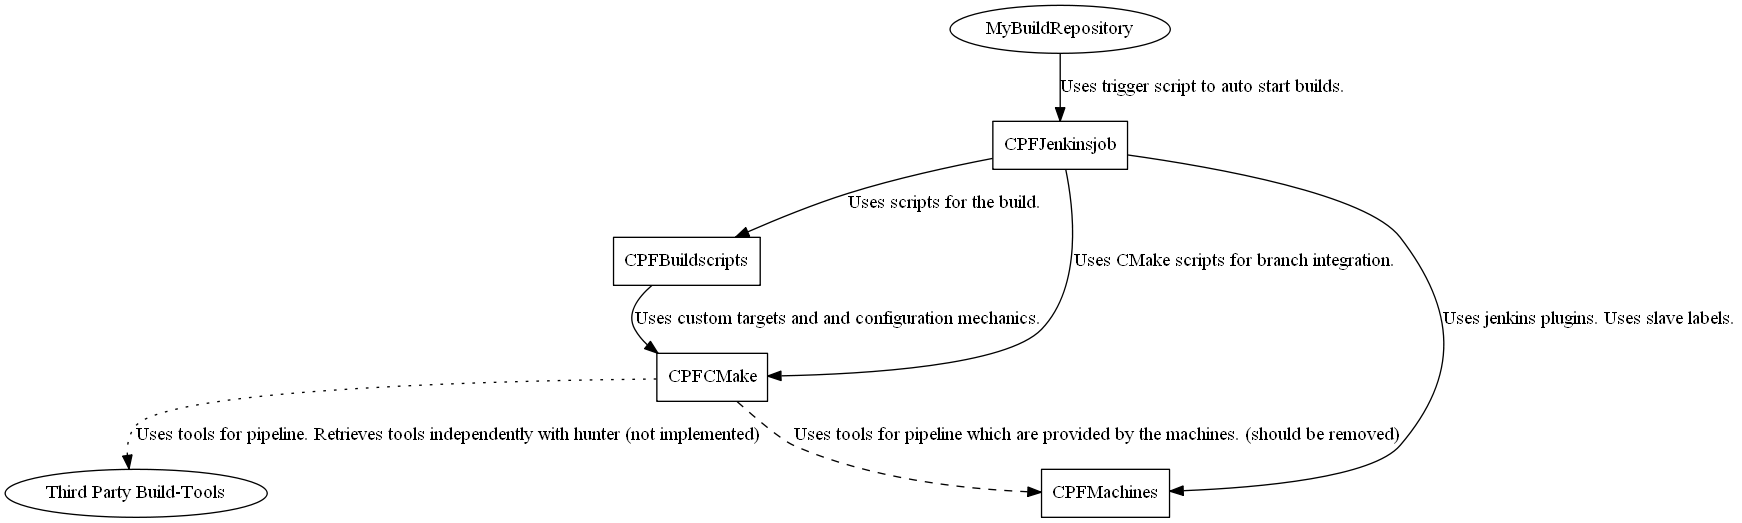 MyBuildRepository
Uses trigger script to auto start builds.
CPFJenkinsjob
Uses scripts for the build.
CPFBuildscripts
Uses CMake scripts for branch integration.
Uses custom targets and and configuration mechanics.
Uses jenkins plugins. Uses slave labels.
CPFCMake
Uses tools for pipeline. Retrieves tools independently with hunter (not implemented)
Uses tools for pipeline which are provided by the machines. (should be removed)
Third Party Build-Tools
CPFMachines